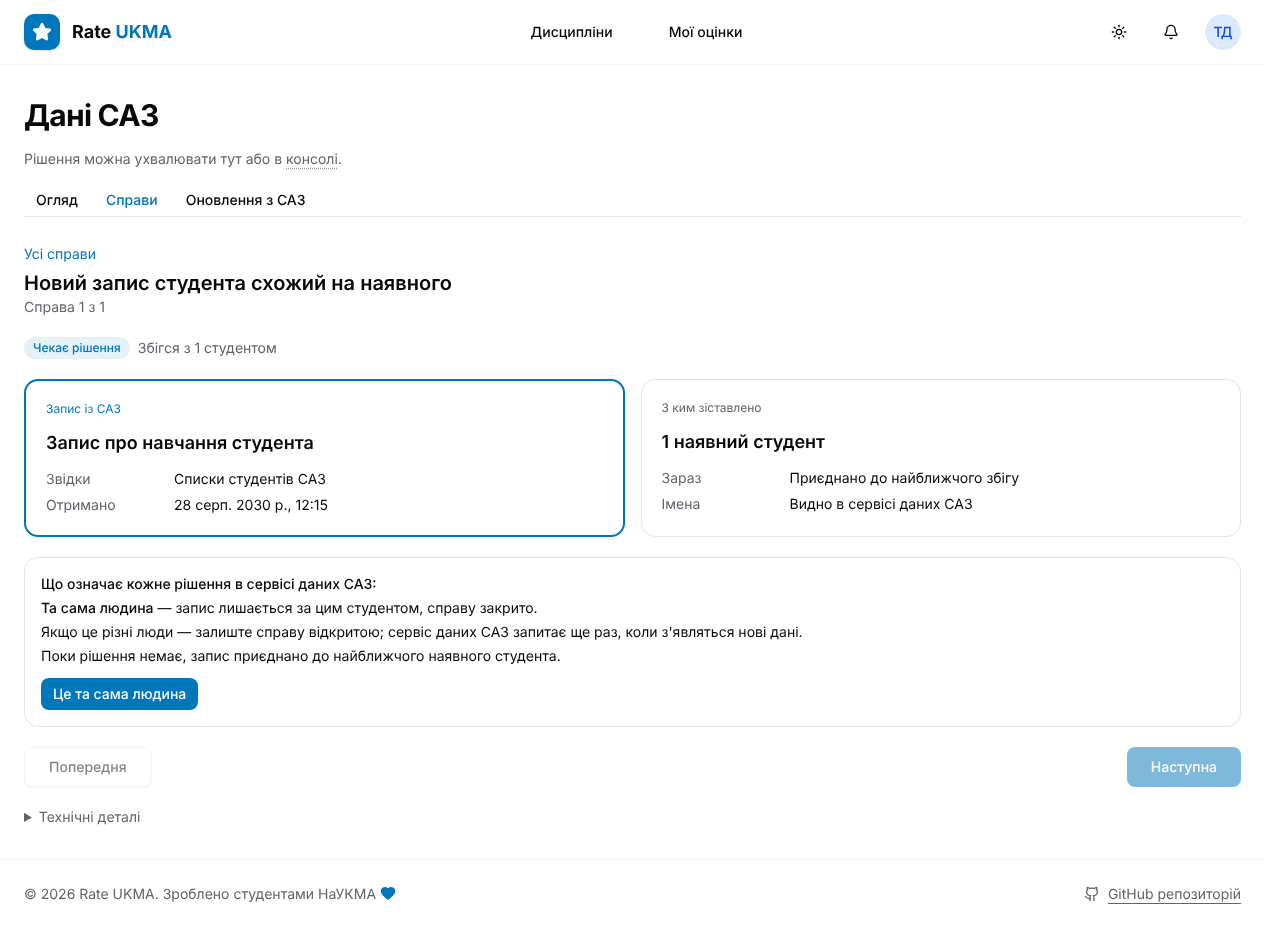 Rate UKMA
Дисципліни
Мої оцінки
ТД
Дані САЗ
Рішення можна ухвалювати тут або в консолі.
Огляд
Справи
Оновлення з САЗ
Усі справи
Новий запис студента схожий на наявного
Справа 1 з 1
Чекає рішення
Збігся з 1 студентом
Запис із САЗ
Запис про навчання студента
Звідки
Списки студентів САЗ
Отримано
28 серп. 2030 р., 12:15
З ким зіставлено
1 наявний студент
Зараз
Приєднано до найближчого збігу
Імена
Видно в сервісі даних САЗ
Що означає кожне рішення в сервісі даних САЗ:
Та сама людина — запис лишається за цим студентом, справу закрито.
Якщо це різні люди — залиште справу відкритою; сервіс даних САЗ запитає ще раз, коли з'являться нові дані.
Поки рішення немає, запис приєднано до найближчого наявного студента.
Це та сама людина
Попередня
Наступна
Технічні деталі
© 2026 Rate UKMA. Зроблено студентами НаУКМА
GitHub репозиторій